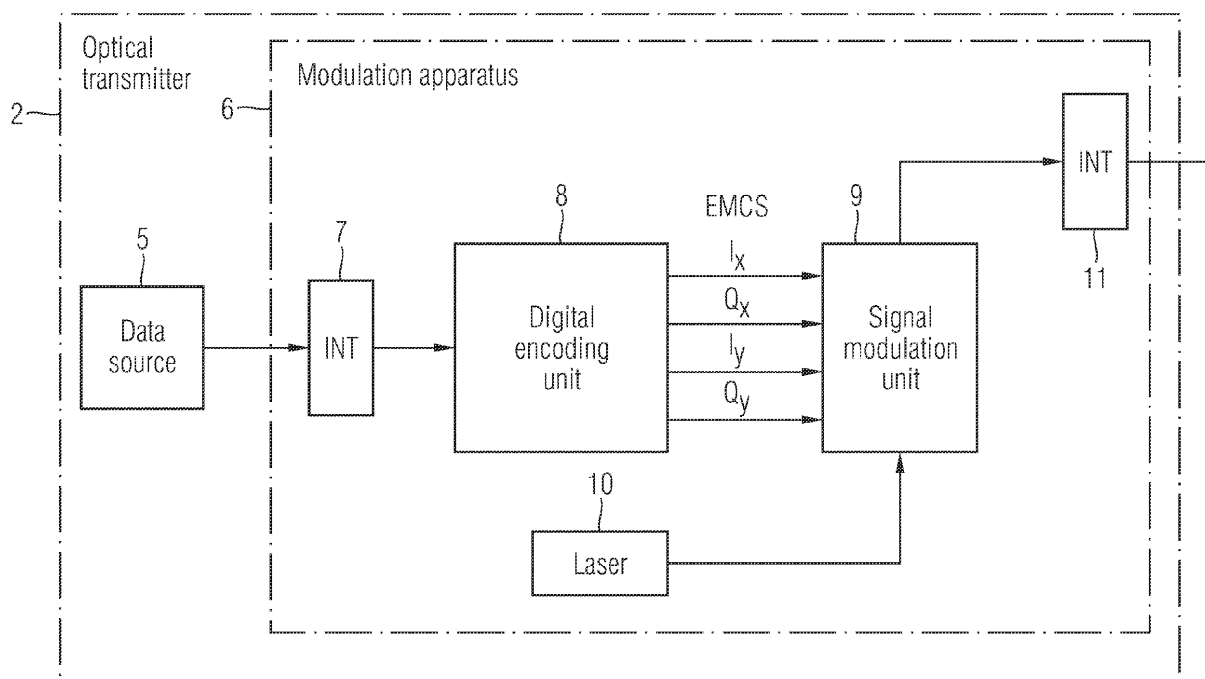 Optical
transmitter
Modulation apparatus
2
6
INT
11
8
EMCS
9
5
7
Data
source
INT
Digital
encoding
unit
Ix
Qx
Iy
Qy
Signal
modulation
unit
10
Laser